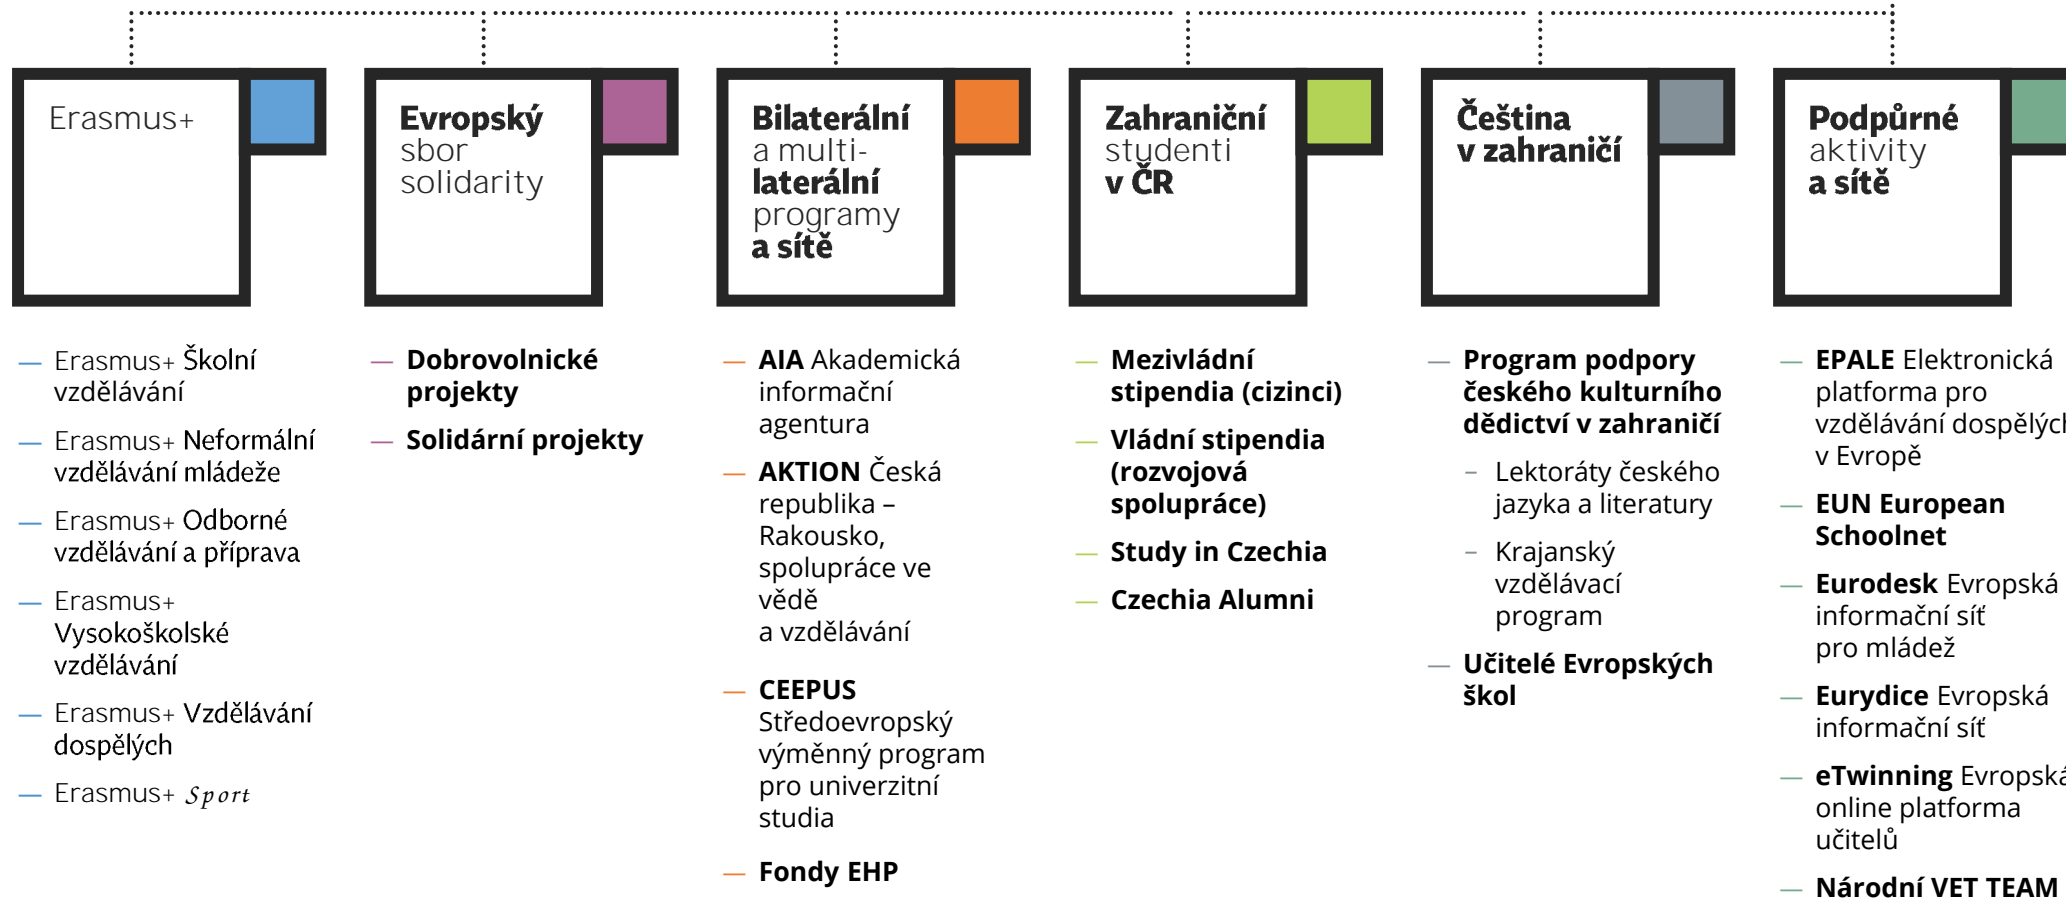 Erasmus+
Evropský
sbor
solidarity
Bilaterální
a multi-
laterální
programy
a sítě
Zahraniční
studenti
v ČR
Čeština
v zahraničí
Podpůrné
aktivity
a sítě
— Erasmus+ Školní
vzdělávání
— Erasmus+ Neformální
vzdělávání mládeže
— Erasmus+ Odborné
vzdělávání a příprava
— Erasmus+
Vysokoškolské
vzdělávání
— Erasmus+ Vzdělávání
dospělých
— Erasmus+ Sport
— Dobrovolnické
projekty
— Solidární projekty
— AIA Akademická
informační
agentura
— AKTION Česká
republika –
Rakousko,
spolupráce ve
vědě
a vzdělávání
— CEEPUS
Středoevropský
výměnný program
pro univerzitní
studia
— Fondy EHP
— Mezivládní
stipendia (cizinci)
— Vládní stipendia
(rozvojová
spolupráce)
— Study in Czechia
— Czechia Alumni
— Program podpory
českého kulturního
dědictví v zahraničí
– Lektoráty českého
jazyka a literatury
– Krajanský
vzdělávací
program
— Učitelé Evropských
škol
— EPALE Elektronická
platforma pro
vzdělávání dospělých
v Evropě
— EUN European
Schoolnet
— Eurodesk Evropská
informační síť
pro mládež
— Eurydice Evropská
informační síť
— eTwinning Evropská
online platforma
učitelů
— Národní VET TEAM